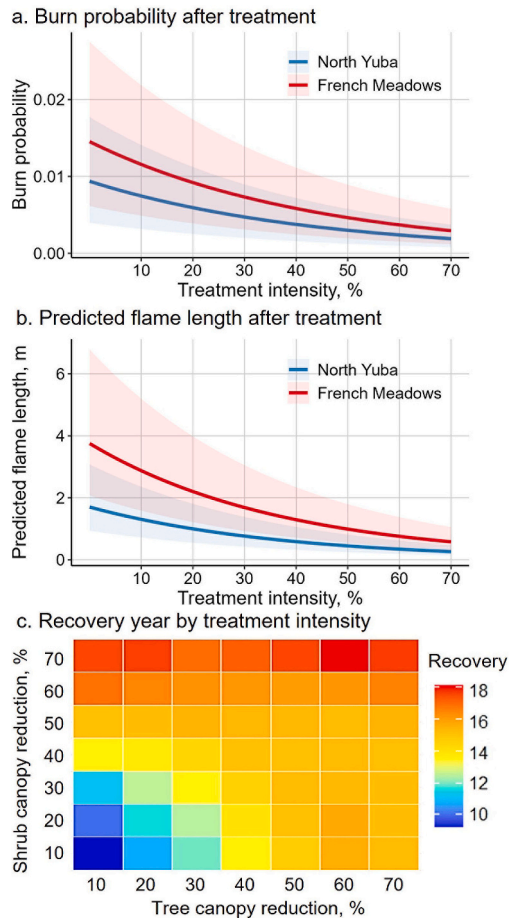 a. Burn probability after treatment
North Yuba
French Meadows
Burn probability
0.02
0.01
0.00
10 20 30 40 50 60 70
Treatment intensity, %
b. Predicted flame length after treatment
North Yuba
French Meadows
Predicted flame length, m
6
4
2
0
10 20 30 40 50 60 70
Treatment intensity, %
c. Recovery year by treatment intensity
Shrub canopy reduction, %
70
60
50
40
30
20
10
10 20 30 40 50 60 70
Tree canopy reduction, %
Recovery
18
16
14
12
10